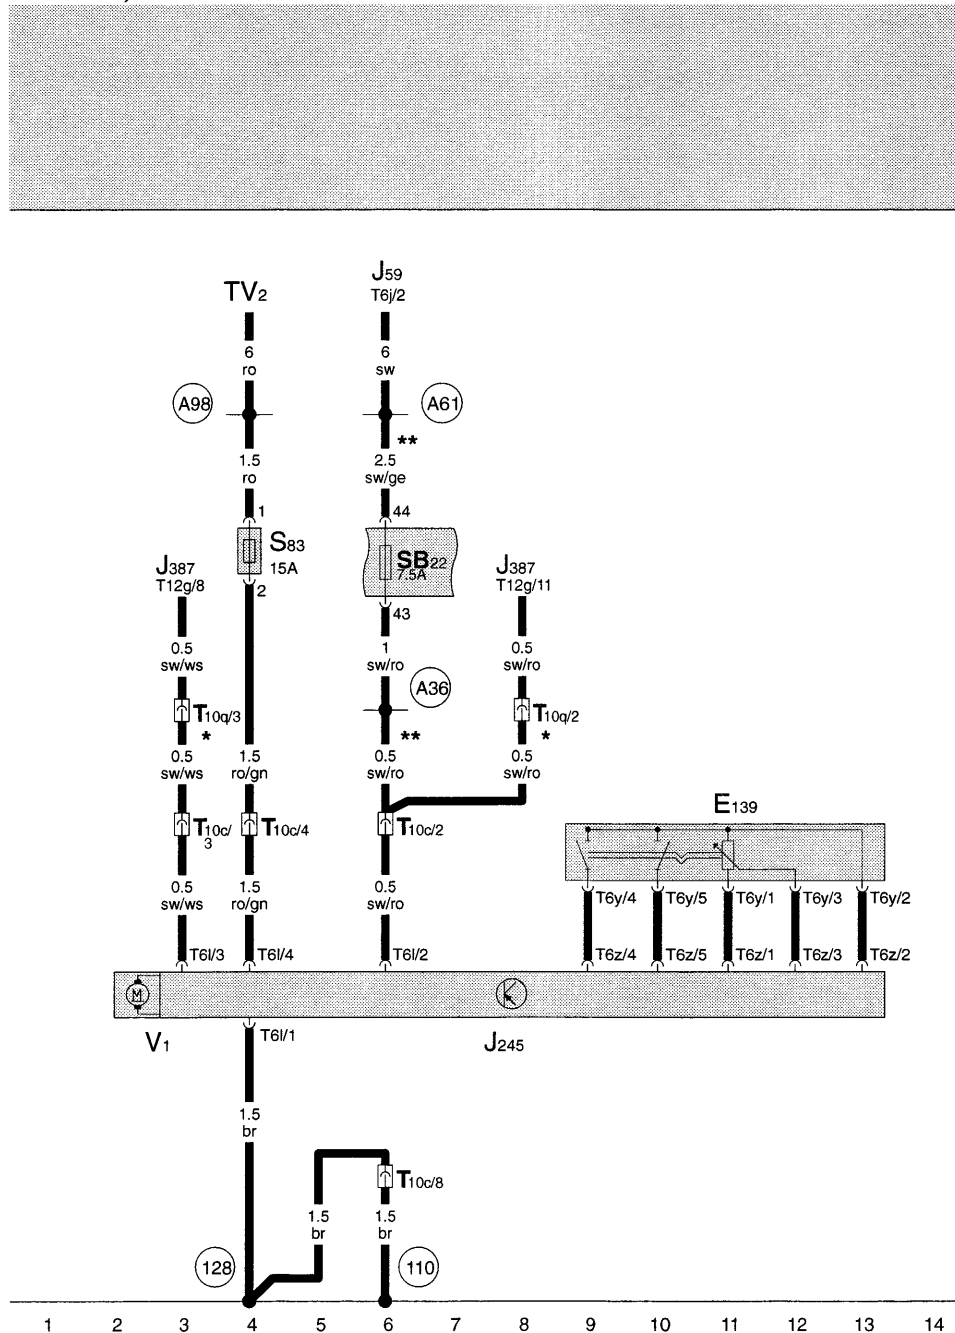 TV2
J59
T6j/2
6
ro
6
sw
A98
A61
**
1.5
ro
2.5
sw/ge
1
44
S83
15A
SB22
7.5A
J387
T12g/8
J387
T12g/11
2
43
0.5
sw/ws
1
sw/ro
0.5
sw/ro
A36
T10q/3
*
**
T10q/2
*
0.5
sw/ws
1.5
ro/gn
0.5
sw/ro
0.5
sw/ro
E139
T10c/
3
T10c/4
T10c/2
0.5
sw/ws
1.5
ro/gn
0.5
sw/ro
T6y/4
T6y/5
T6y/1
T6y/3
T6y/2
T6l/3
T6l/4
T6l/2
T6z/4
T6z/5
T6z/1
T6z/3
T6z/2
M
V1
T6l/1
J245
1.5
br
T10c/8
1.5
br
1.5
br
128
110
1 2 3 4 5 6 7 8 9 10 11 12 13 14